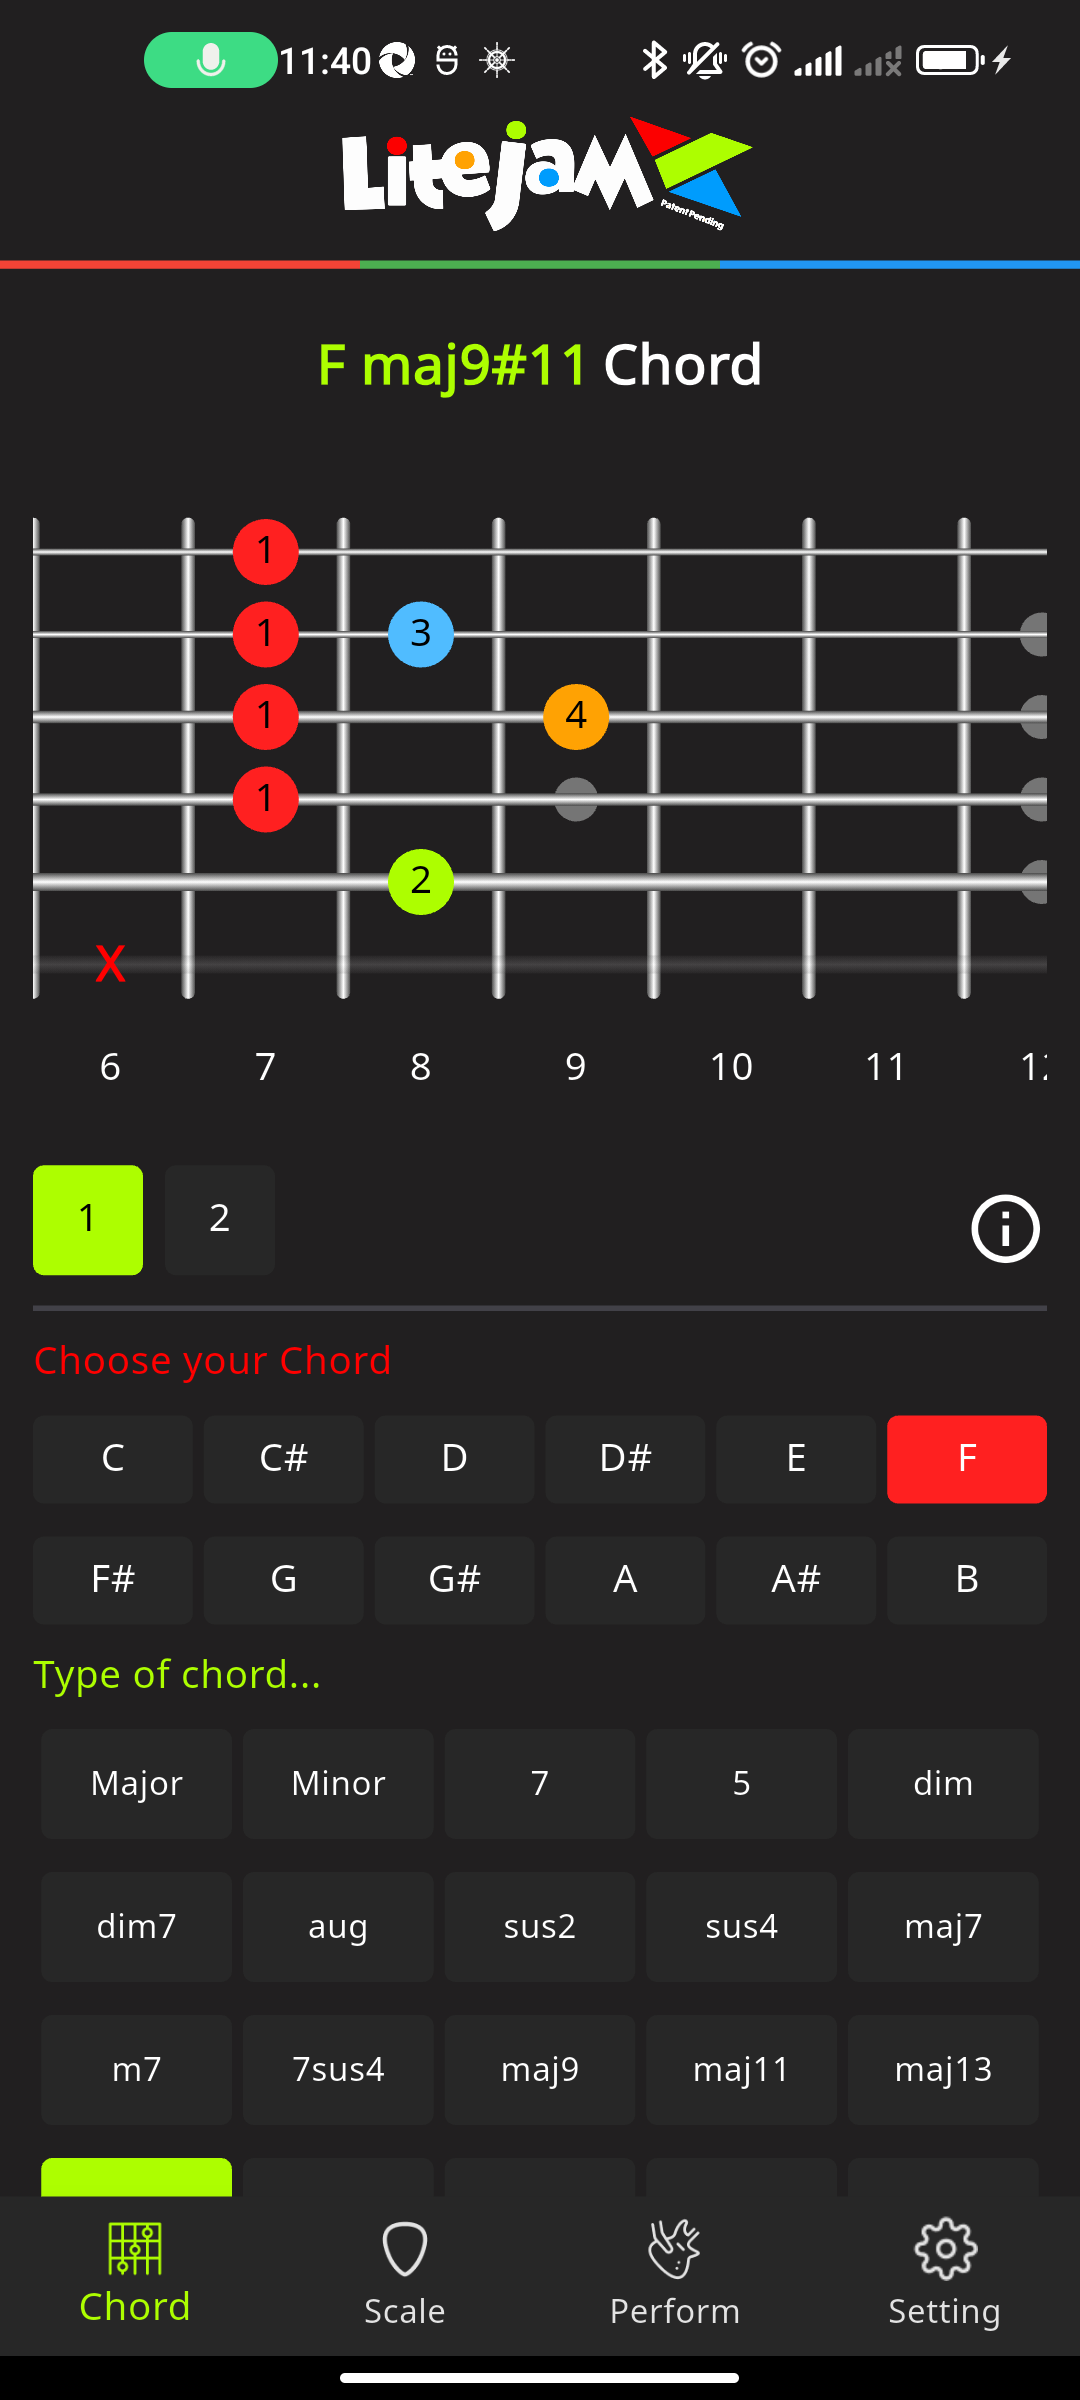 11:40
Litejam
Patent Pending
F maj9#11 Chord
1
1 3
1 4
1
2
X
6 7 8 9 10 11
1 2
Choose your Chord
C C# D D# E F
F# G G# A A# B
Type of chord...
Major Minor 7 5 dim
dim7 aug sus2 sus4 maj7
m7 7sus4 maj9 maj11 maj13
Chord Scale Perform Setting